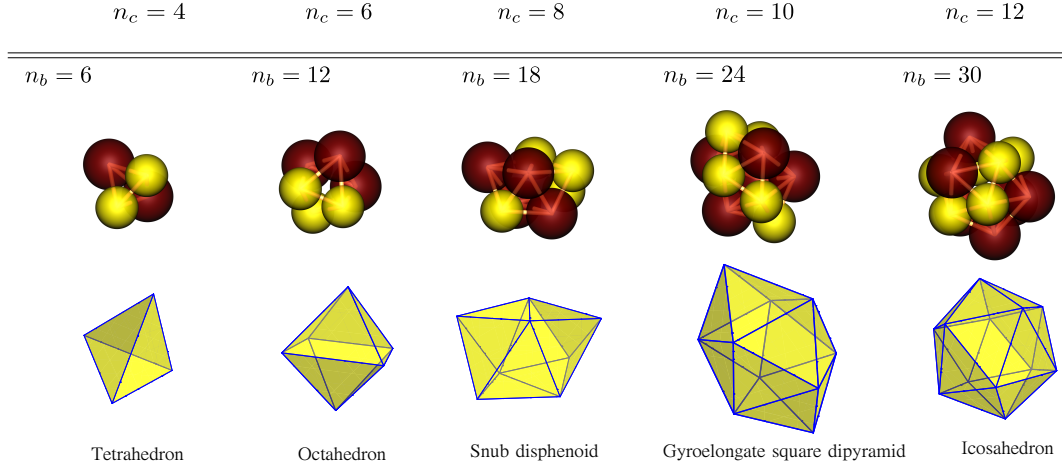 n_c = 4 n_c = 6 n_c = 8 n_c = 10 n_c = 12
n_b = 6 n_b = 12 n_b = 18 n_b = 24 n_b = 30
Tetrahedron Octahedron Snub disphenoid Gyroelongate square dipyramid Icosahedron